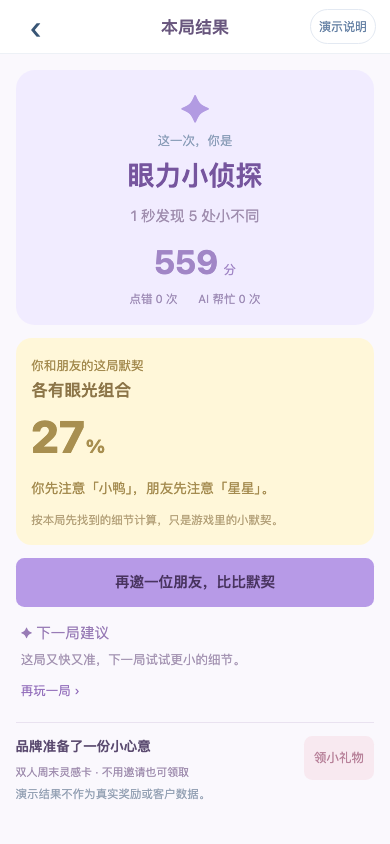 本局结果
演示说明
这一次，你是
眼力小侦探
1 秒发现 5 处小不同
559 分
点错 0 次 AI 帮忙 0 次
你和朋友的这局默契
各有眼光组合
27%
你先注意「小鸭」，朋友先注意「星星」。
按本局先找到的细节计算，只是游戏里的小默契。
再邀一位朋友，比比默契
下一局建议
这局又快又准，下一局试试更小的细节。
再玩一局 ›
品牌准备了一份小心意
双人周末灵感卡 · 不用邀请也可领取
演示结果不作为真实奖励或客户数据。
领小礼物